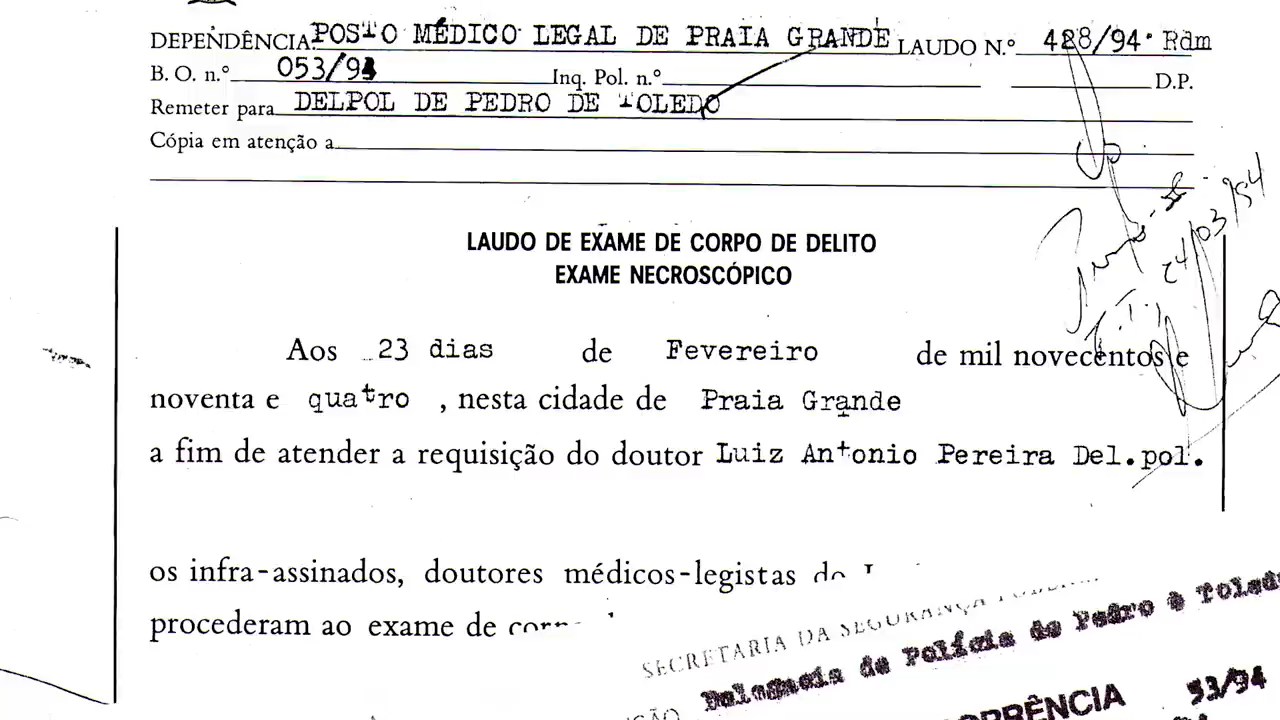 DEPENDÊNCIA POSTO MÉDICO LEGAL DE PRAIA GRANDE LAUDO N.º 428/94 Rdm
B. O. n.º 053/94 Inq. Pol. n.º D.P.
Remeter para DELPOL DE PEDRO DE TOLEDO
Cópia em atenção a
24/03/94
LAUDO DE EXAME DE CORPO DE DELITO
EXAME NECROSCÓPICO
Aos 23 dias de Fevereiro de mil novecentos e
noventa e quatro , nesta cidade de Praia Grande
a fim de atender a requisição do doutor Luiz Antonio Pereira Del.pol.
os infra-assinados, doutores médicos-legistas do
procederam ao exame de
SECRETARIA DA SEGURANÇA
Delegacia de Polícia de Pedro e Toledo
53/94